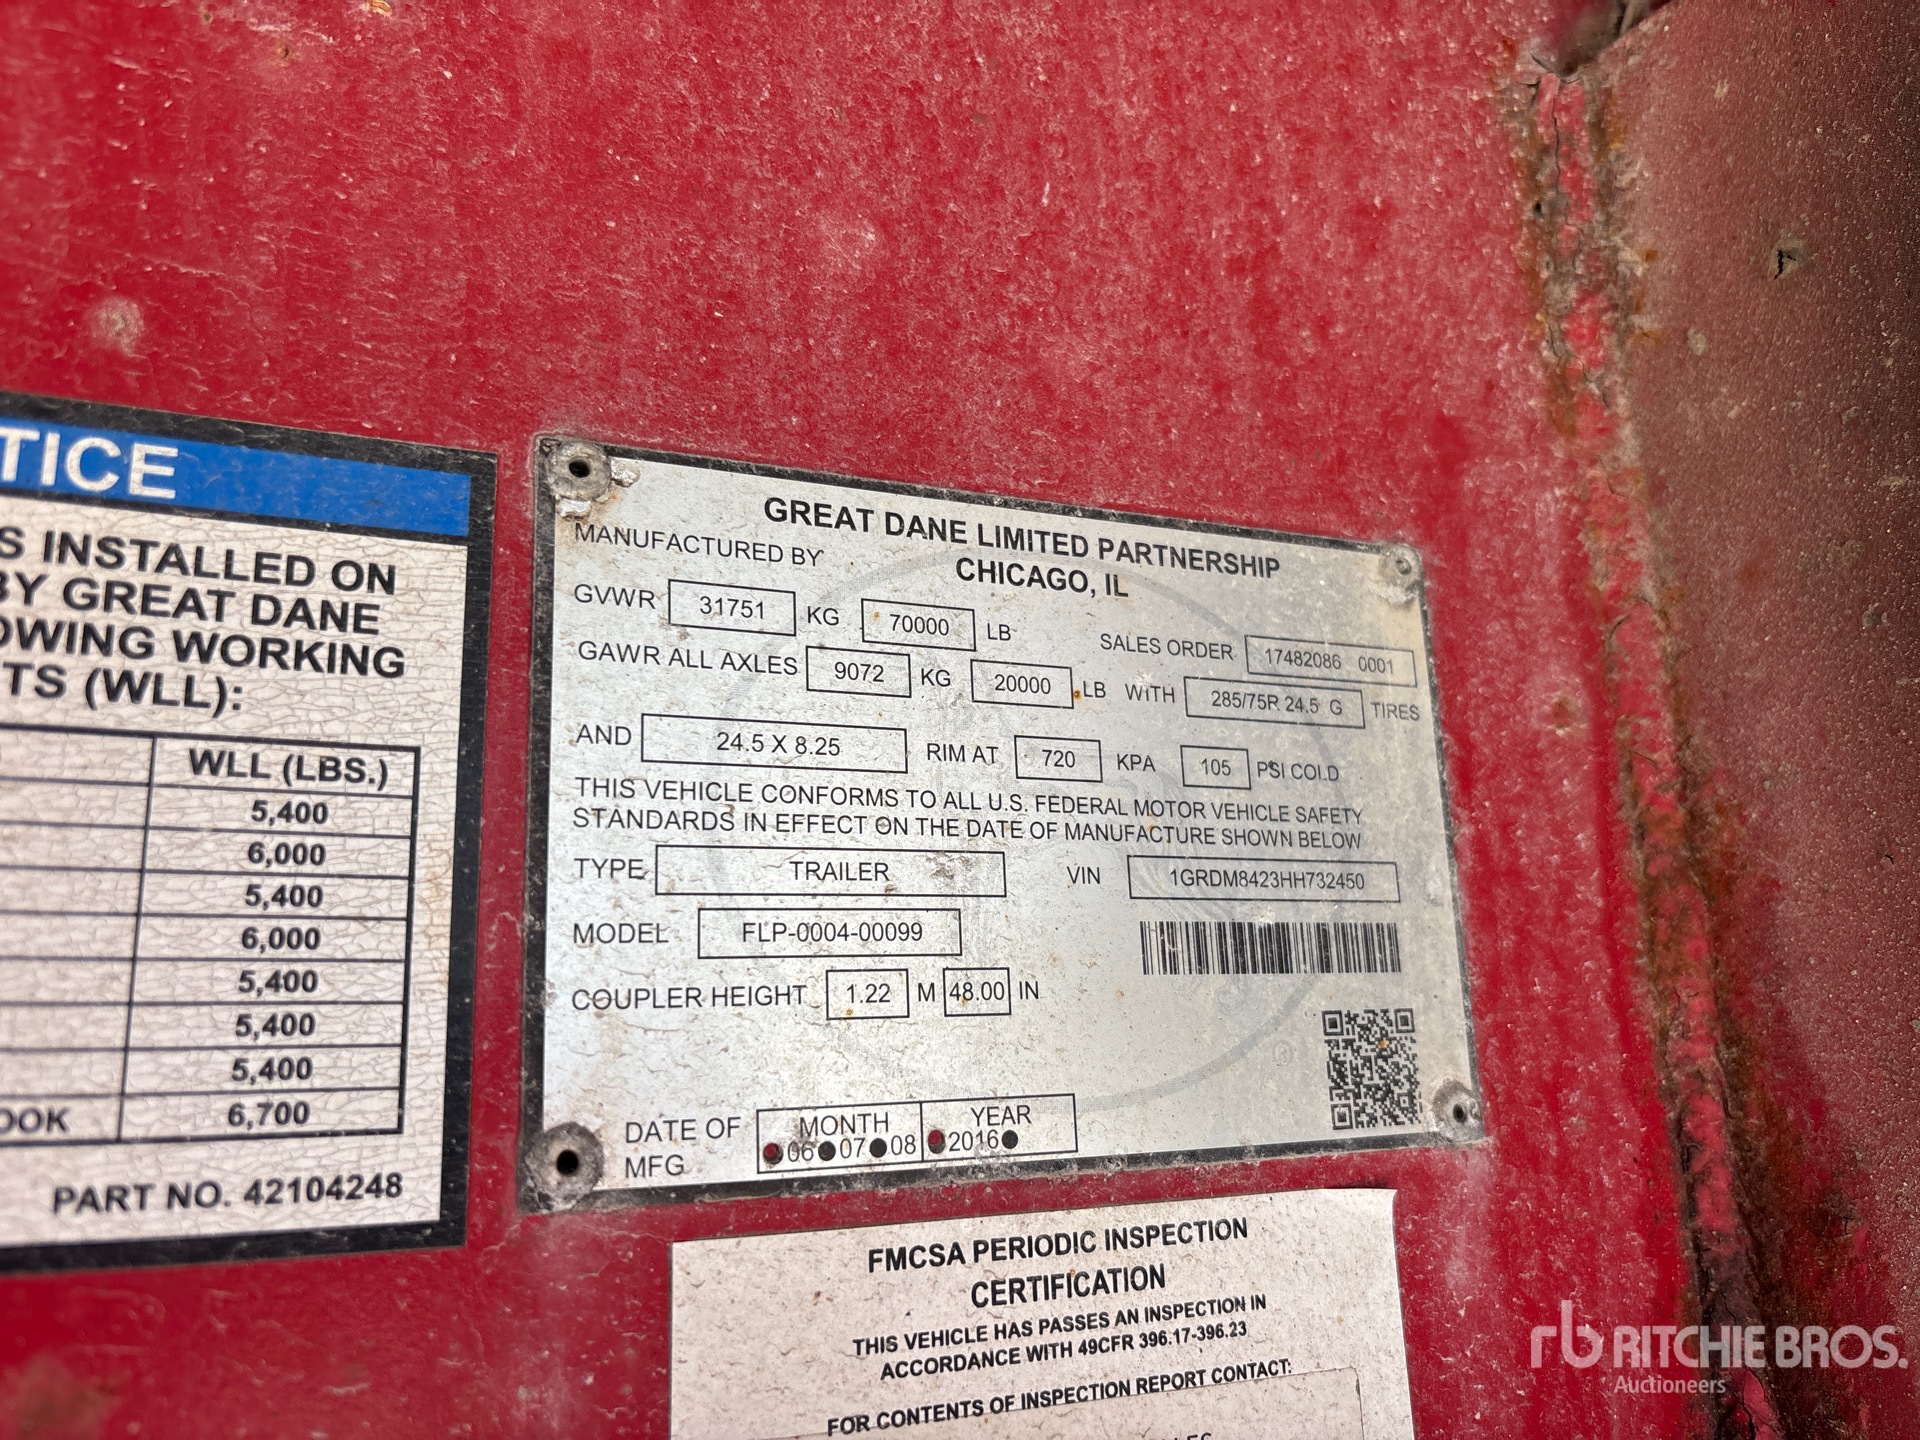 TICE
S INSTALLED ON
BY GREAT DANE
OWING WORKING
TS (WLL):
WLL (LBS.)
5,400
6,000
5,400
6,000
5,400
5,400
5,400
OOK 6,700
PART NO. 42104248
GREAT DANE LIMITED PARTNERSHIP
MANUFACTURED BY CHICAGO, IL
GVWR 31751 KG 70000 LB SALES ORDER 17482086 0001
GAWR ALL AXLES 9072 KG 20000 LB WITH 285/75R 24.5 G TIRES
AND 24.5 X 8.25 RIM AT 720 KPA 105 PSI COLD
THIS VEHICLE CONFORMS TO ALL U.S. FEDERAL MOTOR VEHICLE SAFETY
STANDARDS IN EFFECT ON THE DATE OF MANUFACTURE SHOWN BELOW
TYPE TRAILER VIN 1GRDM8423HH732450
MODEL FLP-0004-00099
COUPLER HEIGHT 1.22 M 48.00 IN
DATE OF MFG. MONTH YEAR
06 07 08 2016
FMCSA PERIODIC INSPECTION
CERTIFICATION
THIS VEHICLE HAS PASSES AN INSPECTION IN
ACCORDANCE WITH 49CFR 396.17-396.23
FOR CONTENTS OF INSPECTION REPORT CONTACT:
rb RITCHIE BROS.
Auctioneers